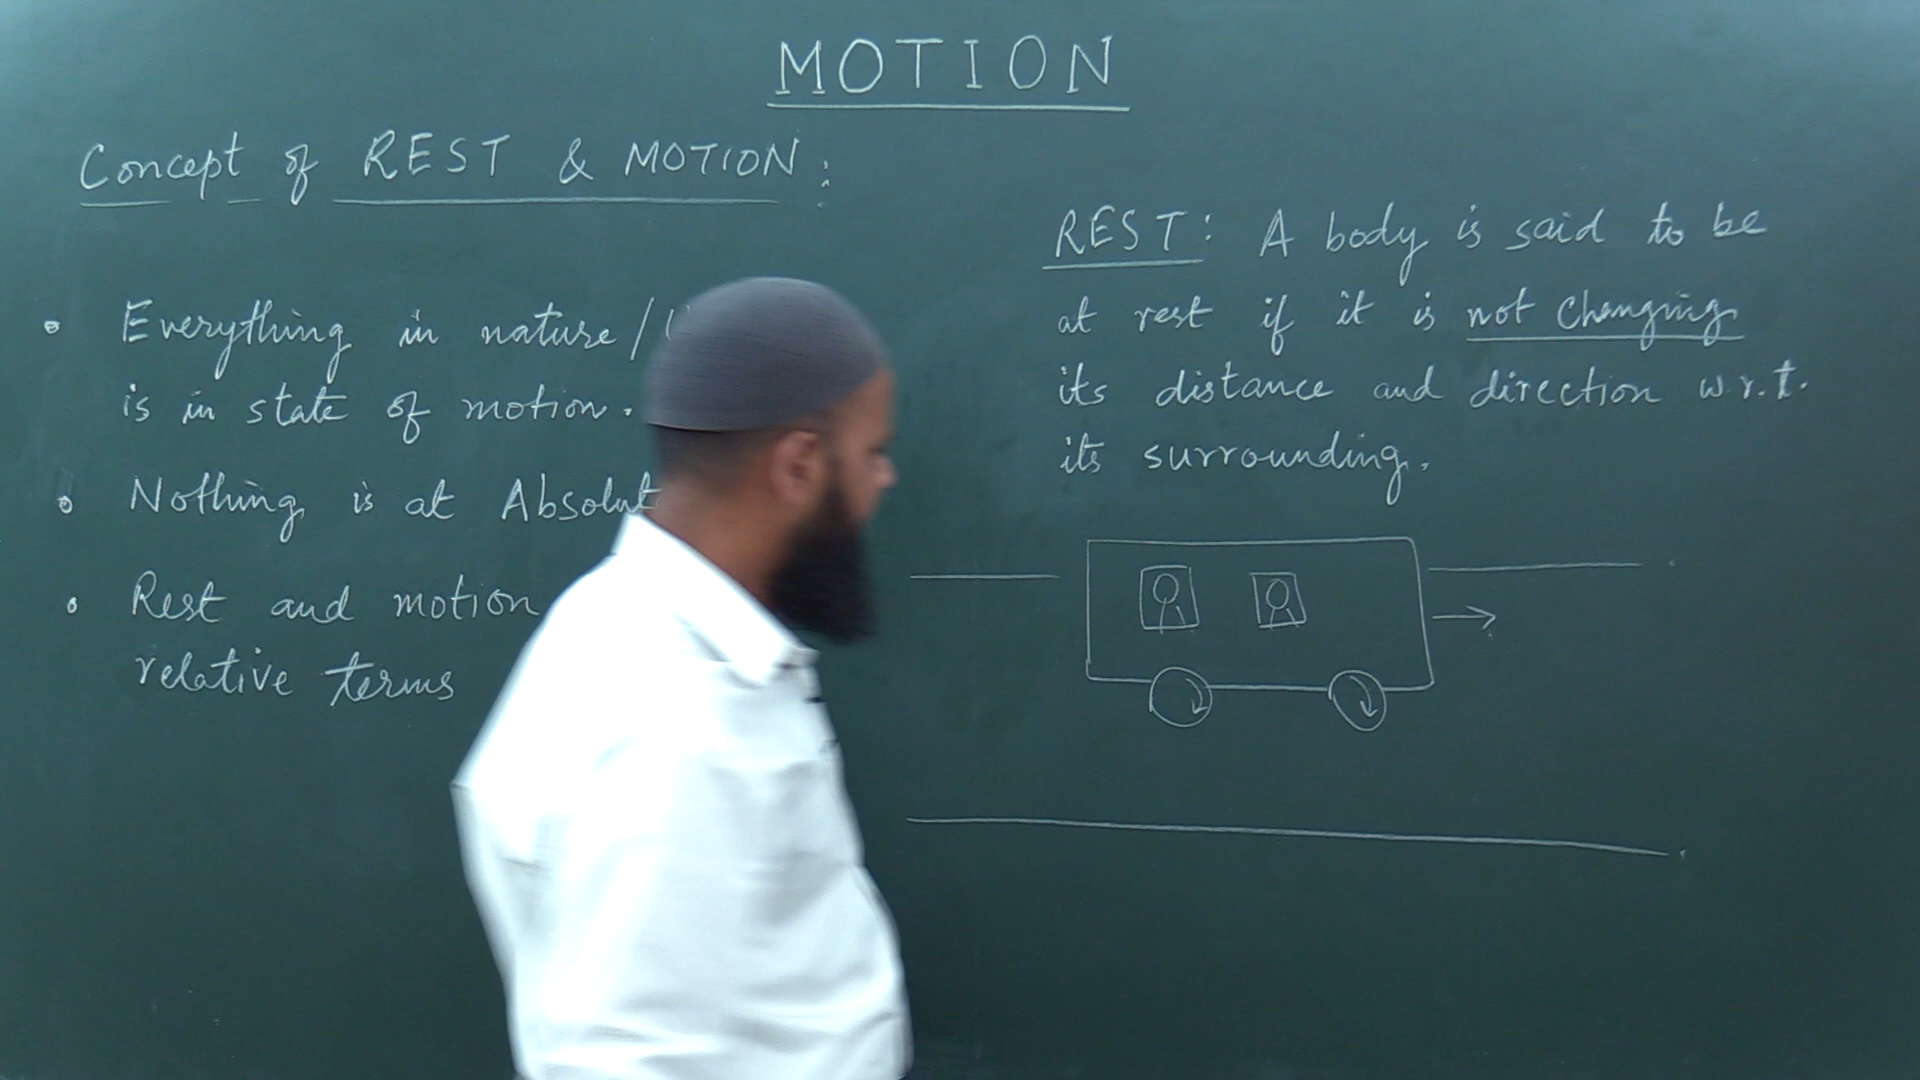 MOTION
Concept of REST & MOTION:
• Everything in nature/
is in state of motion.
• Nothing is at
• Rest and motion
relative terms
REST: A body is said to be
at rest if it is not changing
its distance and direction w.r.t.
its surrounding.